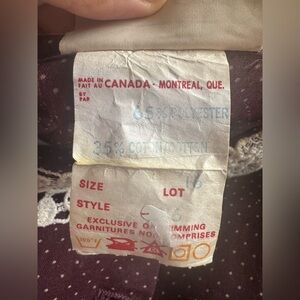 MADE IN
FAIT AU CANADA - MONTREAL, QUE.
BY
PAR
65% POLYESTER
35% COTON/COTTON
SIZE
LOT
STYLE
EXCLUSIVE OF TRIMMING
GARNITURES NON COMPRISES